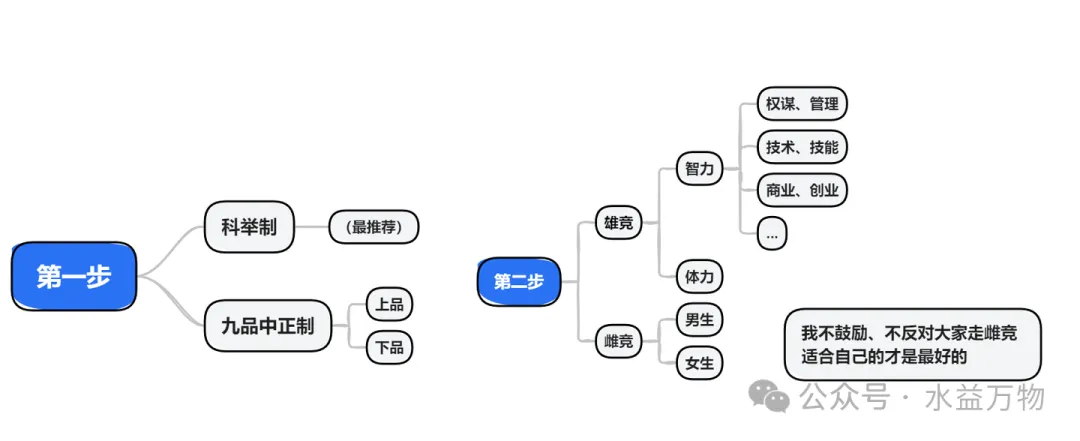 第一步
科举制
（最推荐）
九品中正制
上品
下品
第二步
雄竞
智力
权谋、管理
技术、技能
商业、创业
...
体力
雌竞
男生
女生
我不鼓励、不反对大家走雌竞
适合自己的才是最好的
公众号 · 水益万物